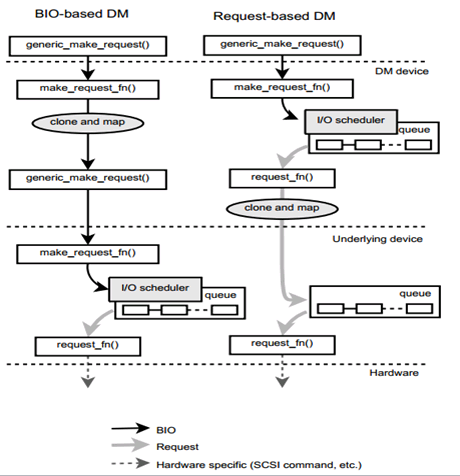 BIO-based DM
Request-based DM
generic_make_request()
generic_make_request()
DM device
make_request_fn()
make_request_fn()
clone and map
I/O scheduler
queue
generic_make_request()
request_fn()
clone and map
Underlying device
make_request_fn()
I/O scheduler
queue
queue
request_fn()
request_fn()
Hardware
BIO
Request
Hardware specific (SCSI command, etc.)